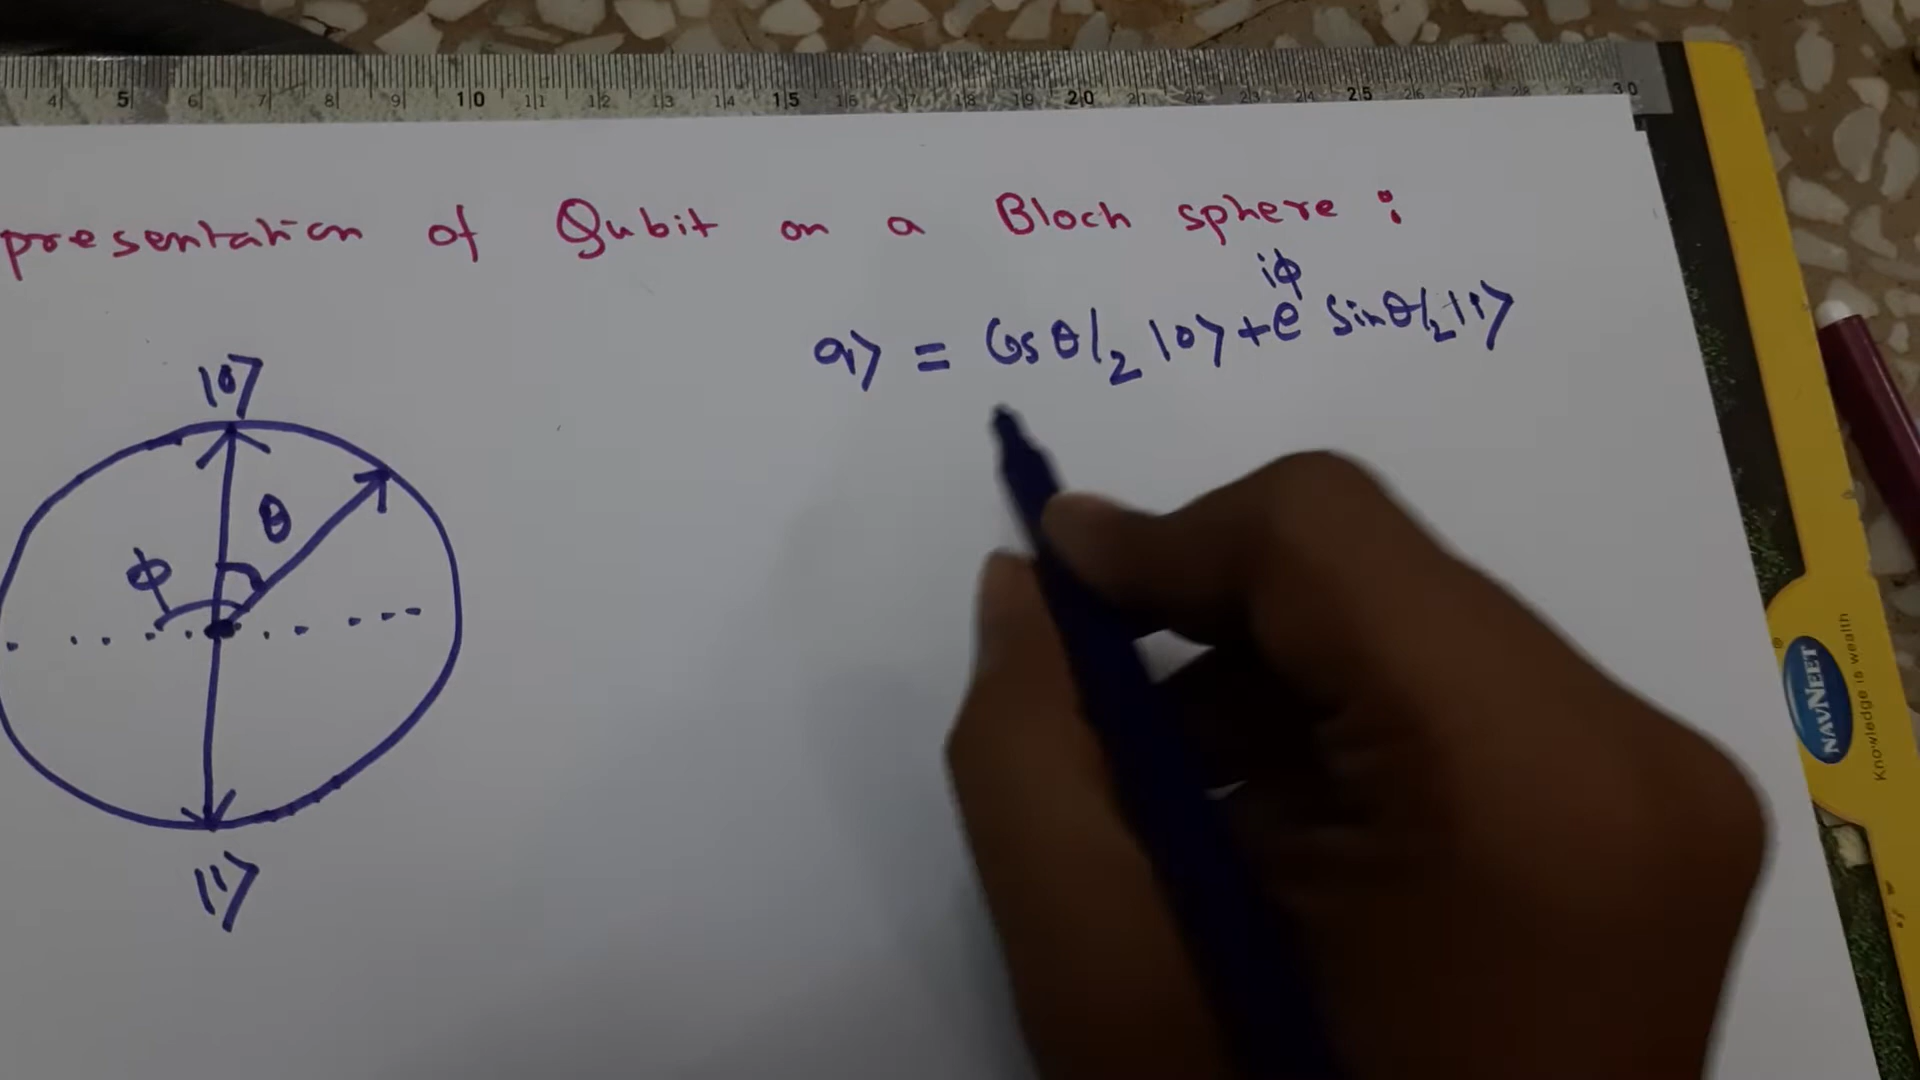 4 5 6 7 8 9 10 11 12 13 14 15 16 17 18 19 20 21 22 23 24 25 26 27 28 29 30
presentation of Qubit on a Bloch sphere :
q⟩ = Cos θ/2 |0⟩ + e^iϕ Sin θ/2 |1⟩
|0⟩
θ
ϕ
|1⟩
NAVNEET
Knowledge is wealth